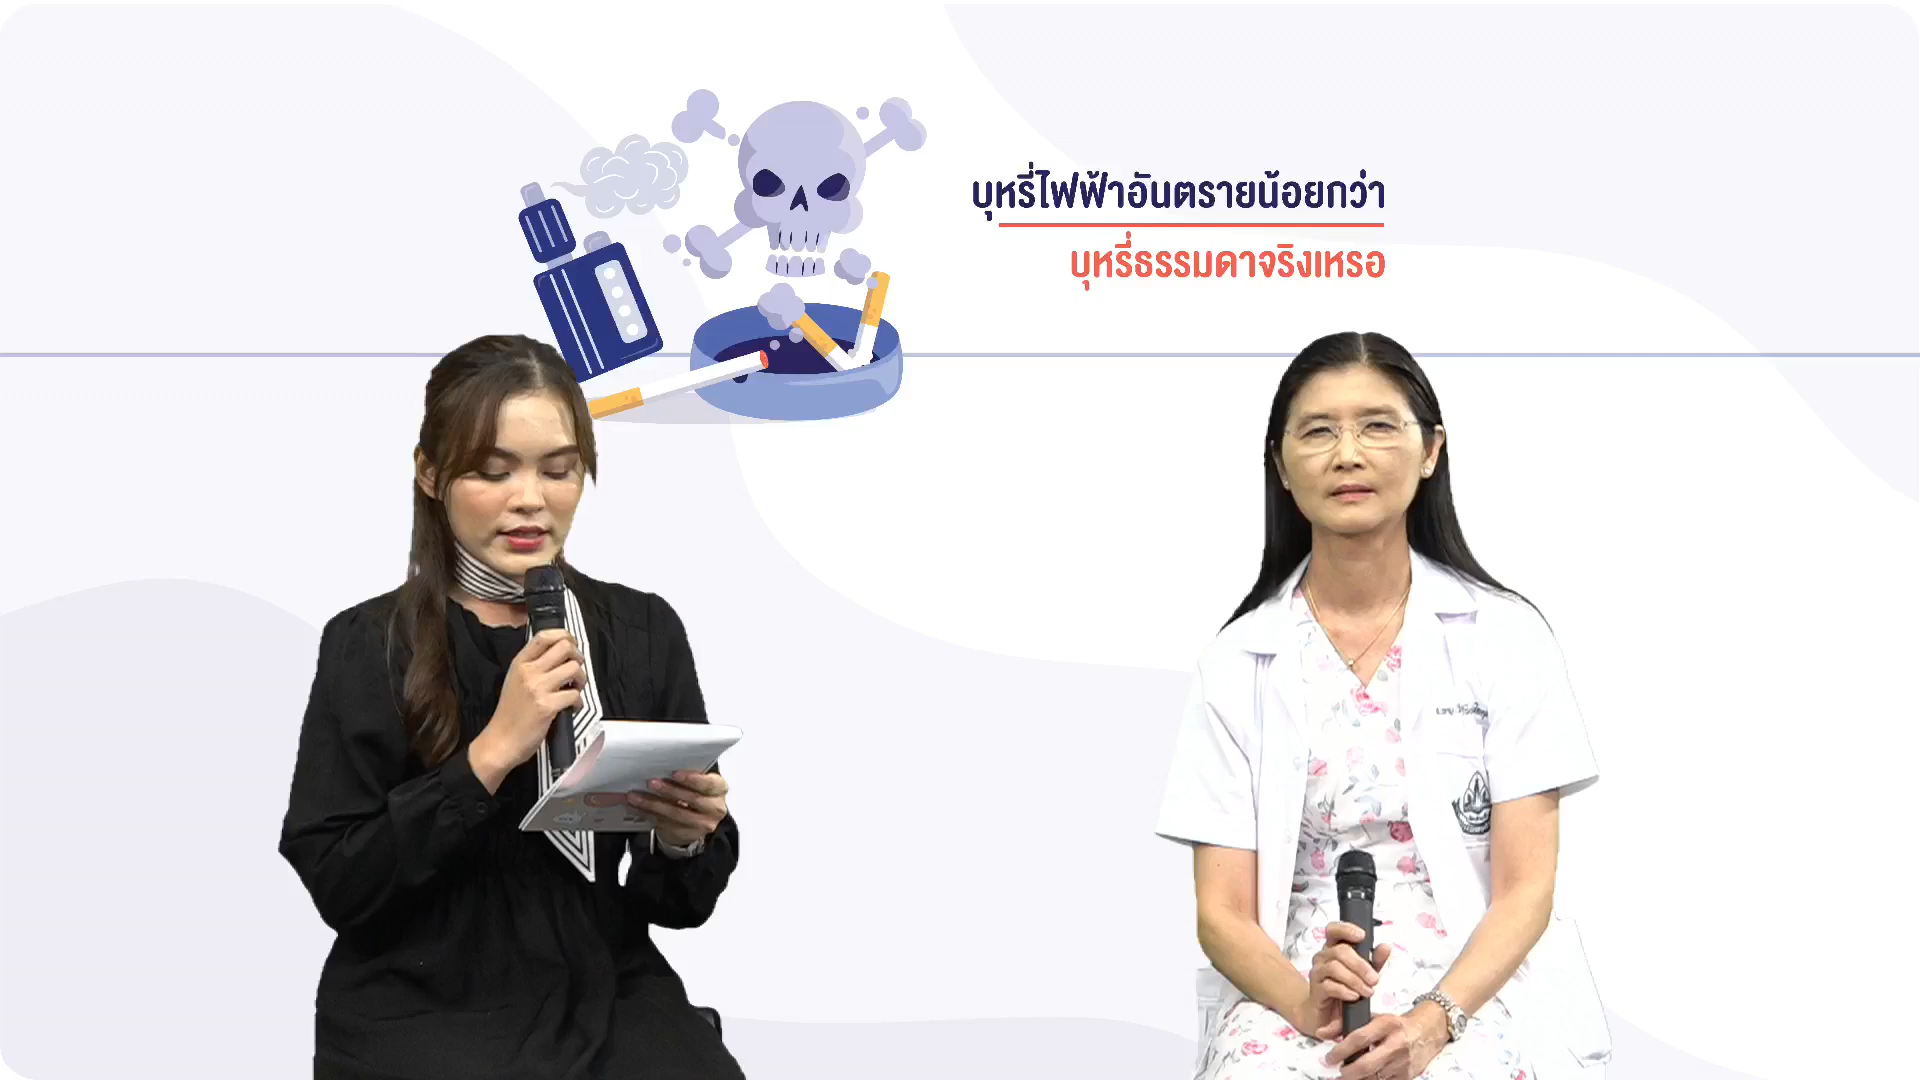 บุหรี่ไฟฟ้าอันตรายน้อยกว่า
บุหรี่ธรรมดาจริงเหรอ